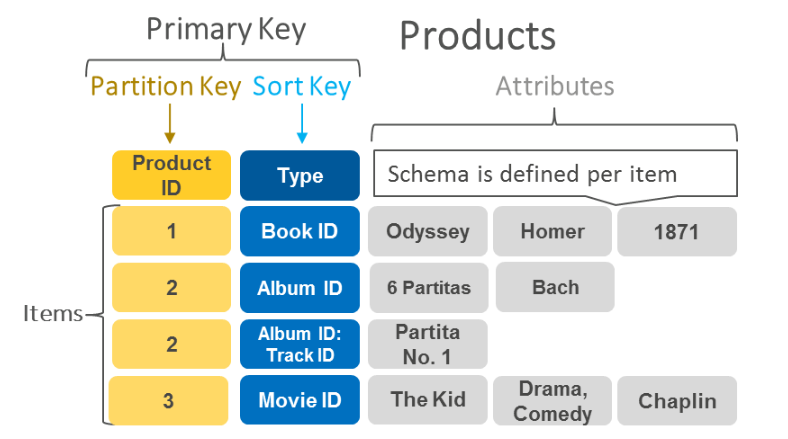 Primary Key
Products
Partition Key
Sort Key
Attributes
Product
ID
Type
Schema is defined per item
Items
1
Book ID
Odyssey
Homer
1871
2
Album ID
6 Partitas
Bach
2
Album ID:
Track ID
Partita
No. 1
3
Movie ID
The Kid
Drama,
Comedy
Chaplin